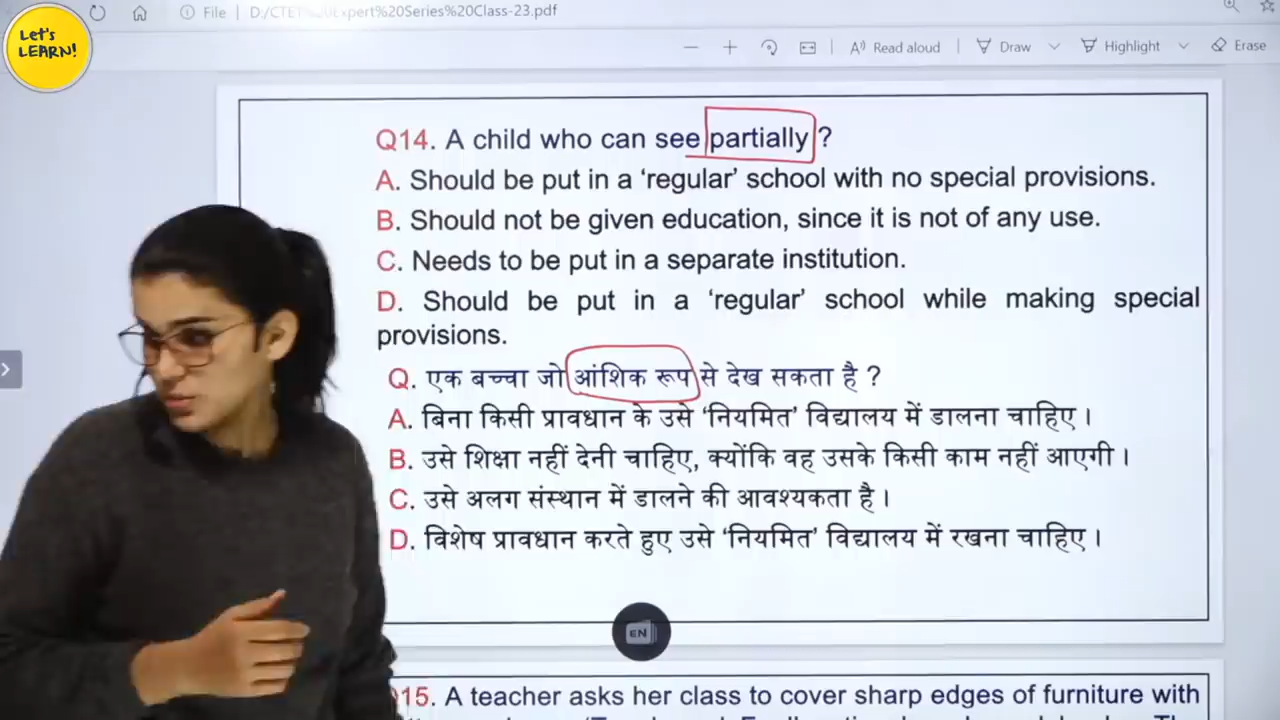 Let's
LEARN!
File | D:/CTET%20Expert%20Series%20Class-23.pdf
Read aloud
Draw
Highlight
Erase
Q14. A child who can see partially ?
A. Should be put in a ‘regular’ school with no special provisions.
B. Should not be given education, since it is not of any use.
C. Needs to be put in a separate institution.
D. Should be put in a ‘regular’ school while making special
provisions.
Q. एक बच्चा जो आंशिक रूप से देख सकता है ?
A. बिना किसी प्रावधान के उसे ‘नियमित’ विद्यालय में डालना चाहिए ।
B. उसे शिक्षा नहीं देनी चाहिए, क्योंकि वह उसके किसी काम नहीं आएगी ।
C. उसे अलग संस्थान में डालने की आवश्यकता है ।
D. विशेष प्रावधान करते हुए उसे ‘नियमित’ विद्यालय में रखना चाहिए ।
EN
Q15. A teacher asks her class to cover sharp edges of furniture with